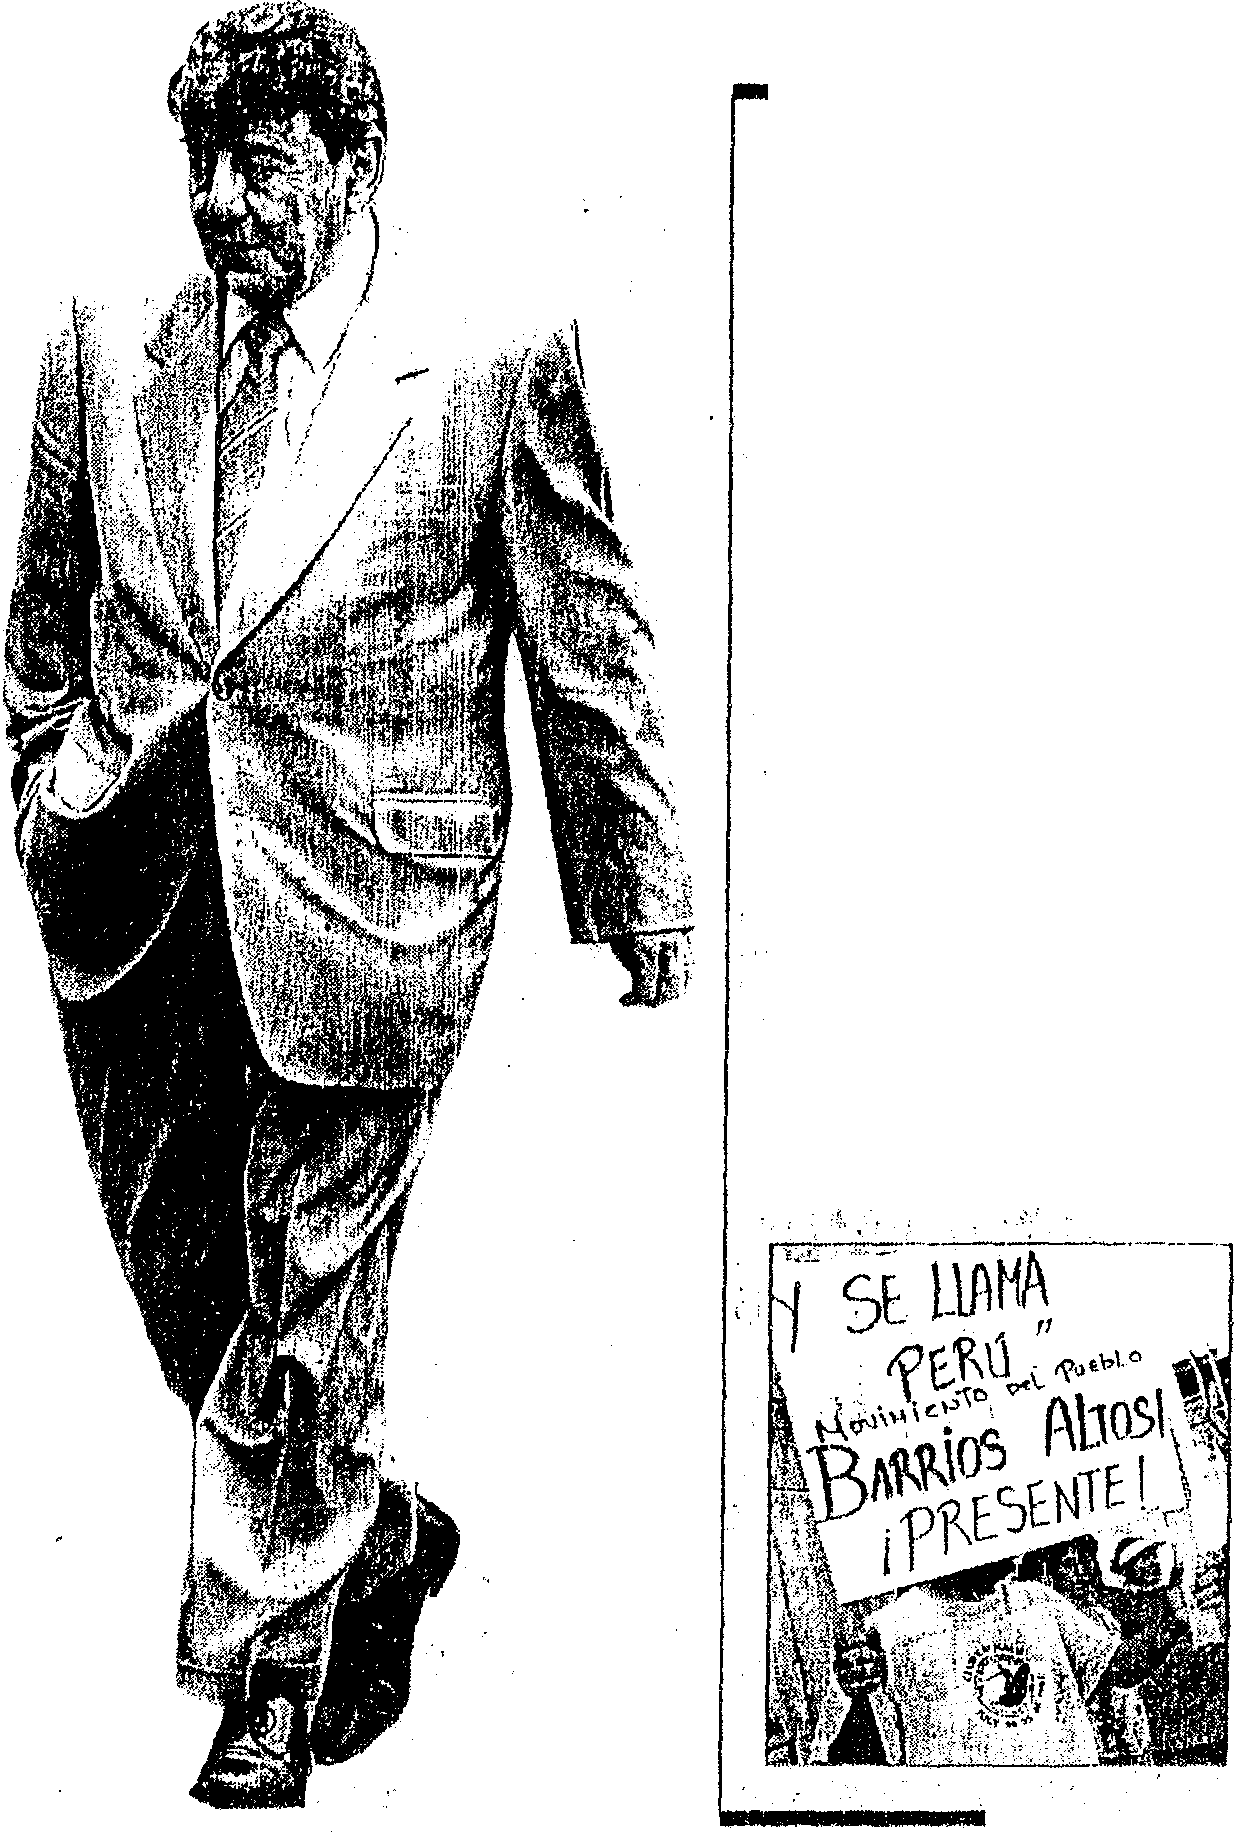 Y SE LLAMA
PERÚ"
MOVIMIENTO DEL PUEBLO
BARRIOS ALTOS!
¡PRESENTE!